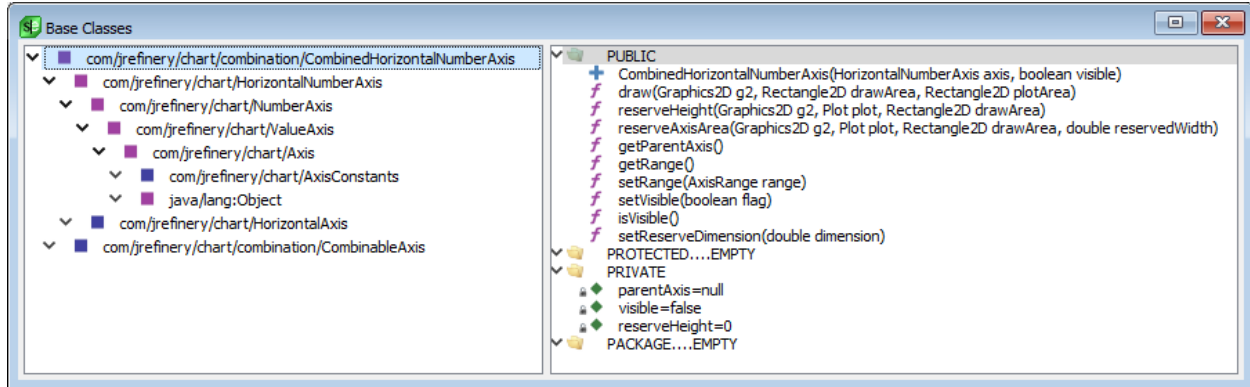 Base Classes
com/jrefinery/chart/combination/CombinedHorizontalNumberAxis
com/jrefinery/chart/HorizontalNumberAxis
com/jrefinery/chart/NumberAxis
com/jrefinery/chart/ValueAxis
com/jrefinery/chart/Axis
com/jrefinery/chart/AxisConstants
java/lang:Object
com/jrefinery/chart/HorizontalAxis
com/jrefinery/chart/combination/CombinableAxis
PUBLIC
CombinedHorizontalNumberAxis(HorizontalNumberAxis axis, boolean visible)
draw(Graphics2D g2, Rectangle2D drawArea, Rectangle2D plotArea)
reserveHeight(Graphics2D g2, Plot plot, Rectangle2D drawArea)
reserveAxisArea(Graphics2D g2, Plot plot, Rectangle2D drawArea, double reservedWidth)
getParentAxis()
getRange()
setRange(AxisRange range)
setVisible(boolean flag)
isVisible()
setReserveDimension(double dimension)
PROTECTED....EMPTY
PRIVATE
parentAxis=null
visible=false
reserveHeight=0
PACKAGE....EMPTY